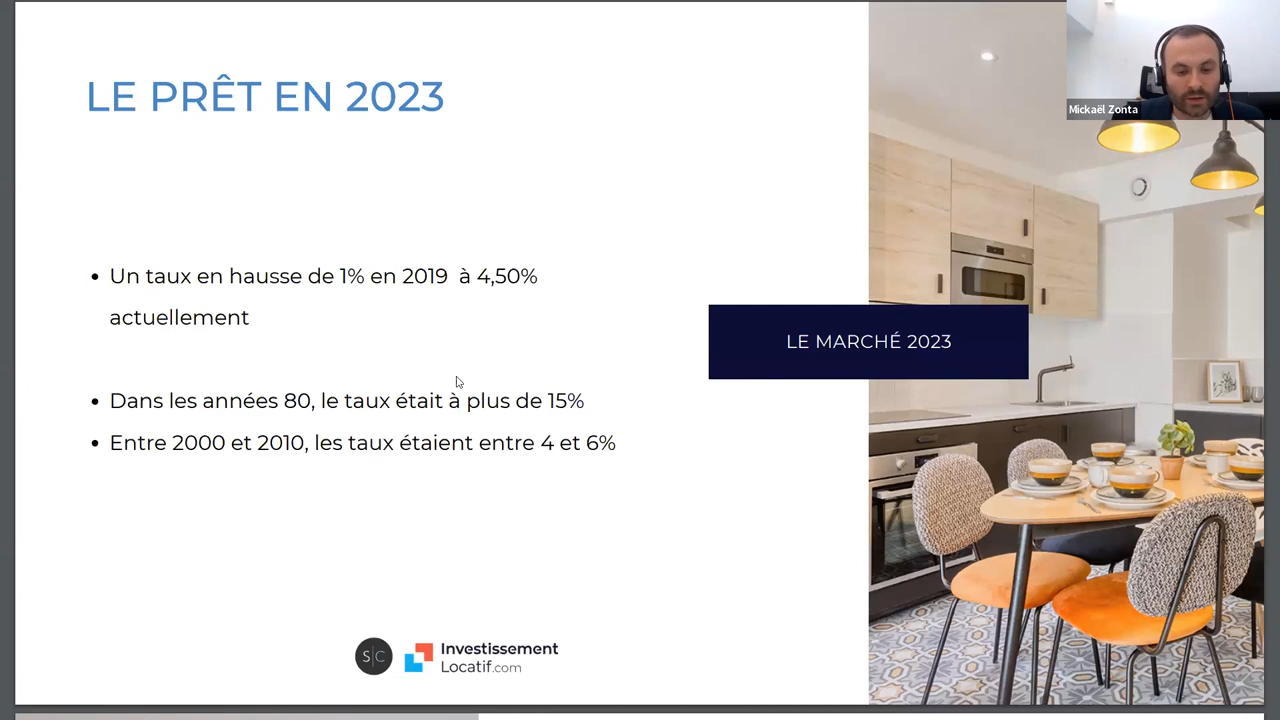 LE PRÊT EN 2023
Mickaël Zonta
• Un taux en hausse de 1% en 2019 à 4,50%
actuellement
LE MARCHÉ 2023
• Dans les années 80, le taux était à plus de 15%
• Entre 2000 et 2010, les taux étaient entre 4 et 6%
S|C
Investissement
Locatif.com